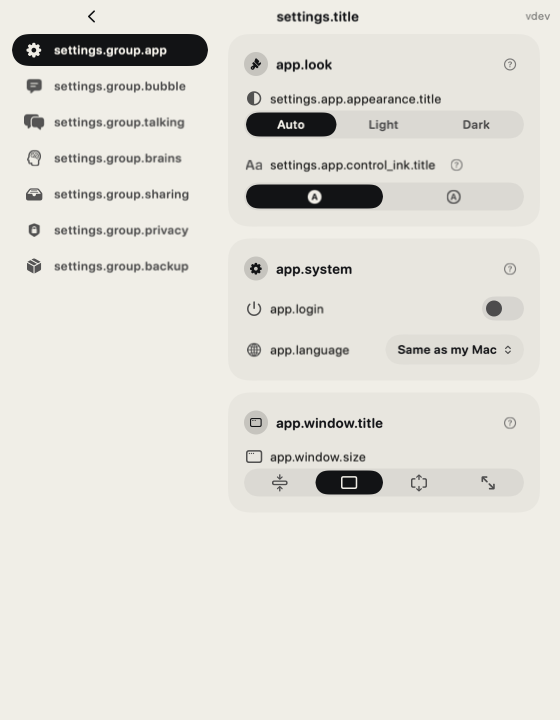 settings.title
vdev
settings.group.app
settings.group.bubble
settings.group.talking
settings.group.brains
settings.group.sharing
settings.group.privacy
settings.group.backup
app.look
settings.app.appearance.title
Auto Light Dark
Aa settings.app.control_ink.title
A A
app.system
app.login
app.language Same as my Mac
app.window.title
app.window.size